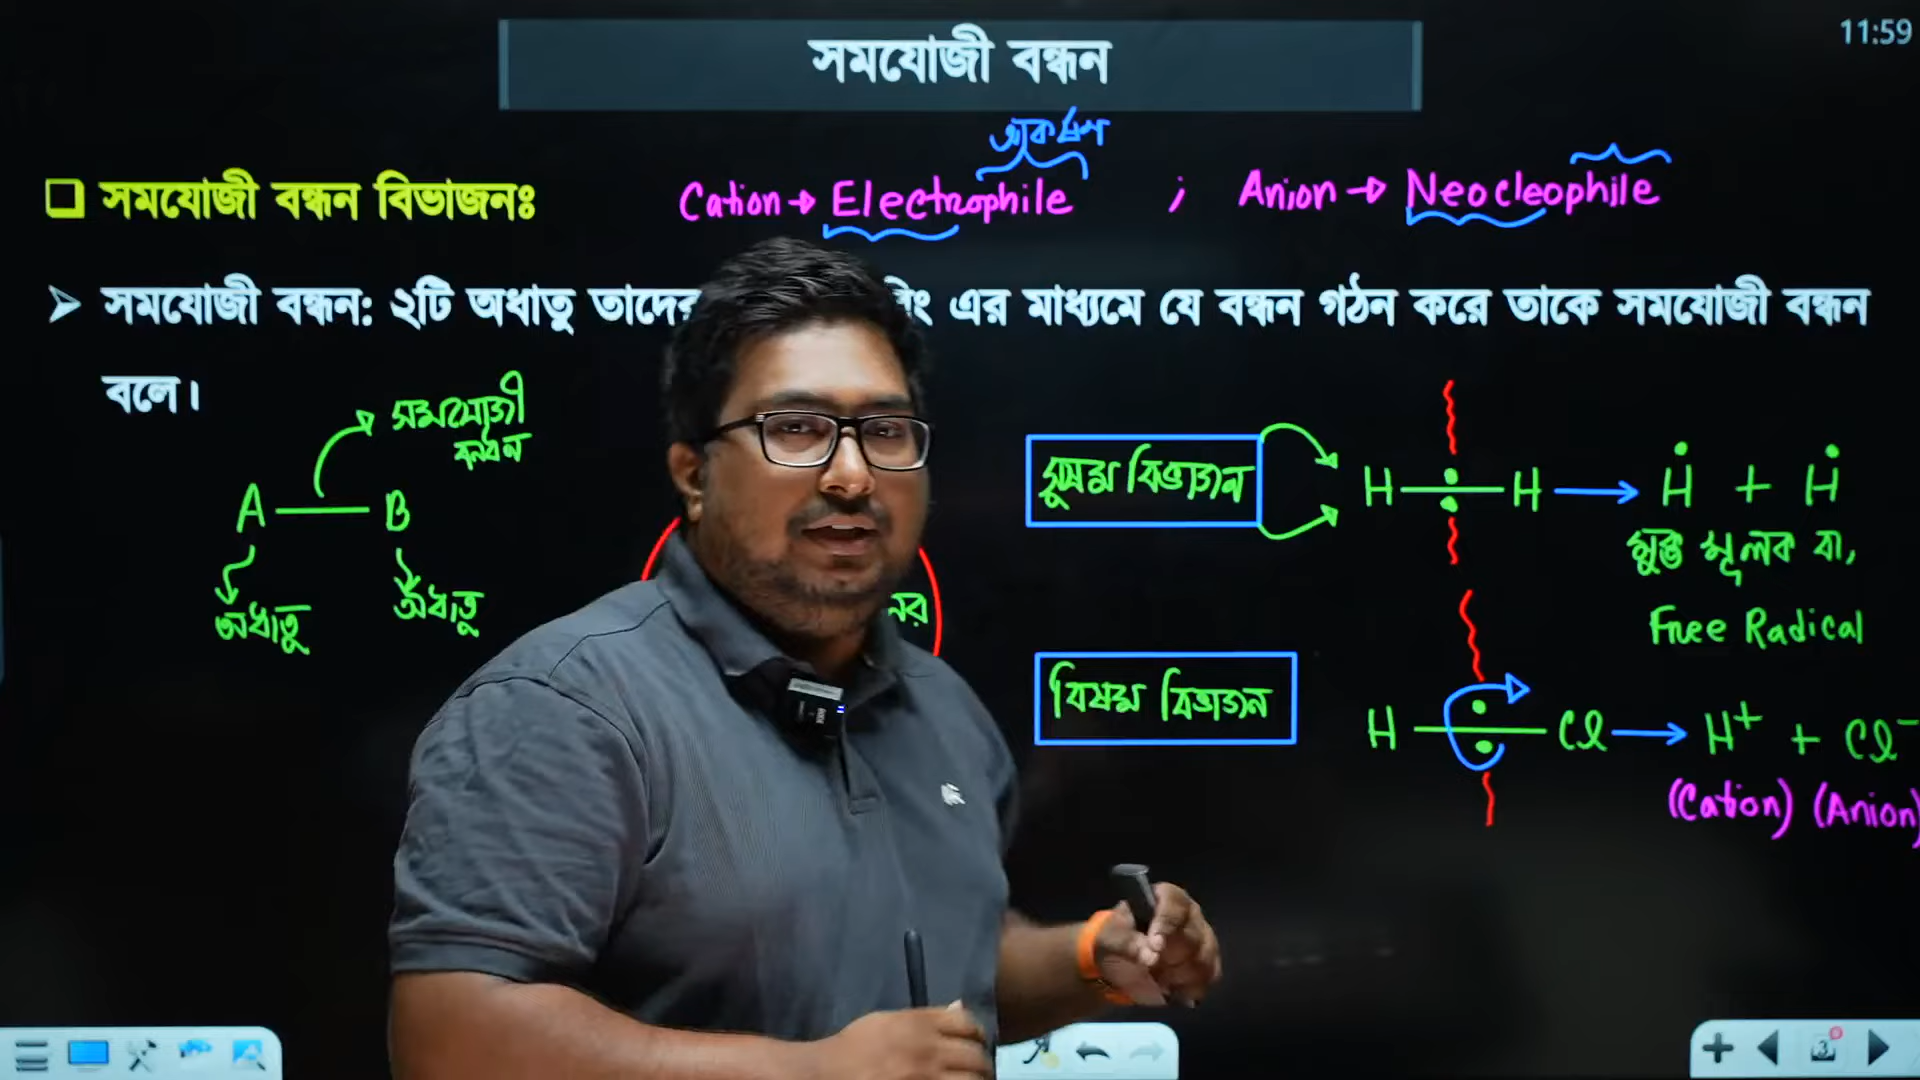 সমযোজী বন্ধন
11:59
আকর্ষণ
❑ সমযোজী বন্ধন বিভাজনঃ
Cation → Electrophile ; Anion → Neocleophile
➢ সমযোজী বন্ধন: ২টি অধাতু তাদের এর মাধ্যমে যে বন্ধন গঠন করে তাকে সমযোজী বন্ধন
বলে।
সমযোজী
বন্ধন
A — B
অধাতু অধাতু
সুষম বিভাজন
H — H → Ḣ + Ḣ
মুক্ত মূলক বা,
Free Radical
বিষম বিভাজন
H — Cl → H⁺ + Cl⁻
(Cation) (Anion)
3